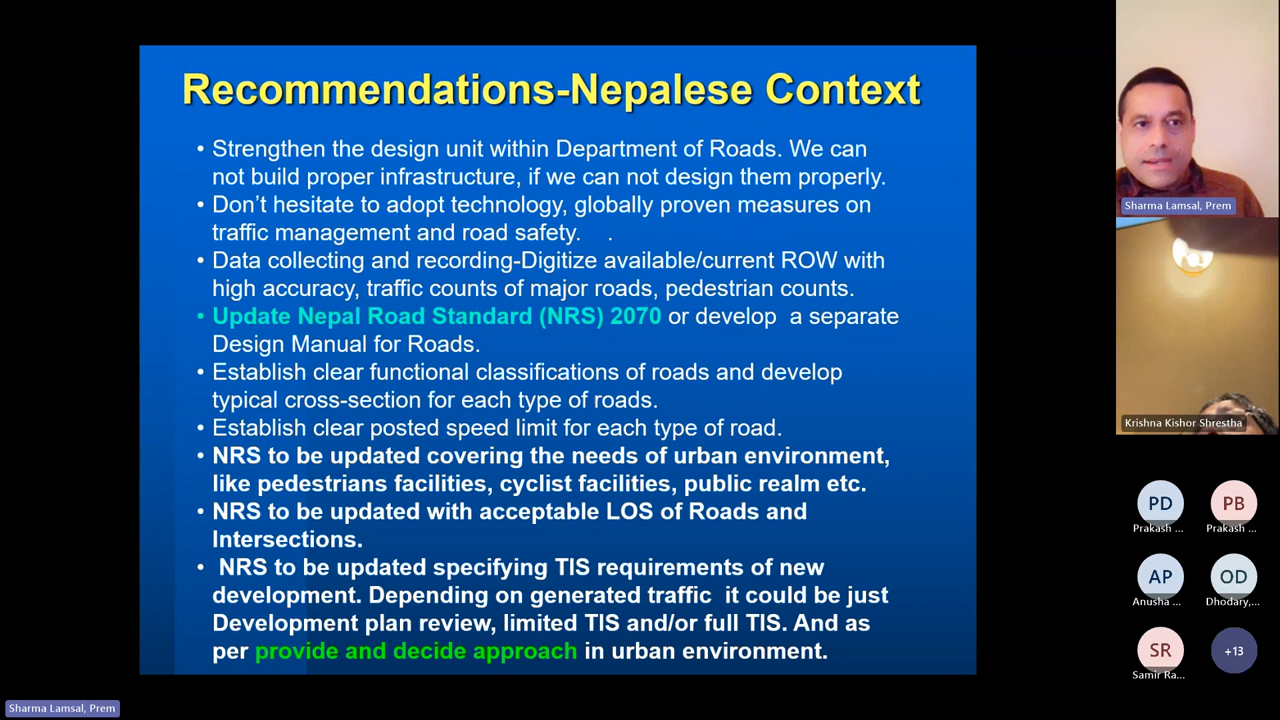 Recommendations-Nepalese Context
• Strengthen the design unit within Department of Roads. We can
not build proper infrastructure, if we can not design them properly.
• Don't hesitate to adopt technology, globally proven measures on
traffic management and road safety. .
• Data collecting and recording-Digitize available/current ROW with
high accuracy, traffic counts of major roads, pedestrian counts.
• Update Nepal Road Standard (NRS) 2070 or develop a separate
Design Manual for Roads.
• Establish clear functional classifications of roads and develop
typical cross-section for each type of roads.
• Establish clear posted speed limit for each type of road.
• NRS to be updated covering the needs of urban environment,
like pedestrians facilities, cyclist facilities, public realm etc.
• NRS to be updated with acceptable LOS of Roads and
Intersections.
• NRS to be updated specifying TIS requirements of new
development. Depending on generated traffic it could be just
Development plan review, limited TIS and/or full TIS. And as
per provide and decide approach in urban environment.
Sharma Lamsal, Prem
Krishna Kishor Shrestha
PD
PB
Prakash ...
Prakash ...
AP
OD
Anusha ...
Dhodary,...
SR
+13
Samir Ra...
Sharma Lamsal, Prem